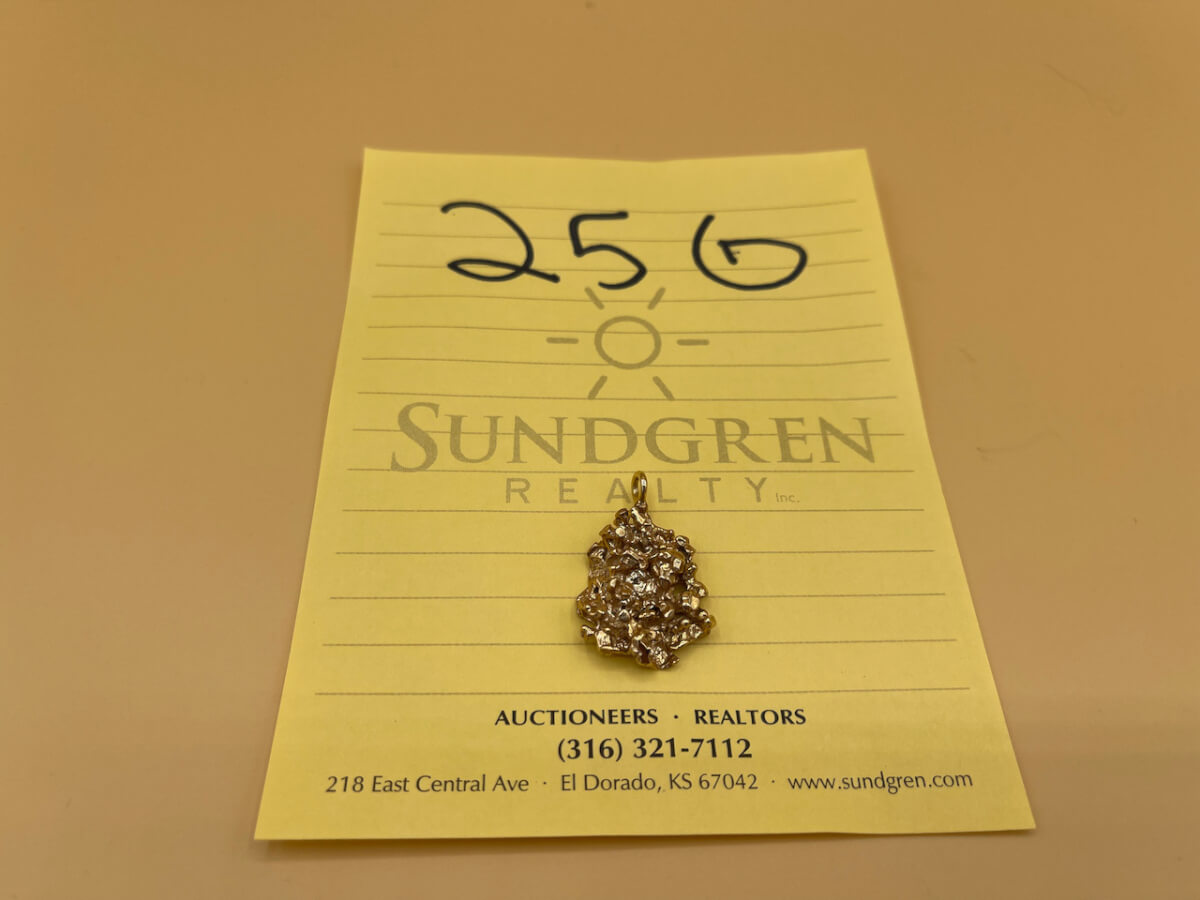 256
SUNDGREN
REALTY Inc.
AUCTIONEERS · REALTORS
(316) 321-7112
218 East Central Ave · El Dorado, KS 67042 · www.sundgren.com